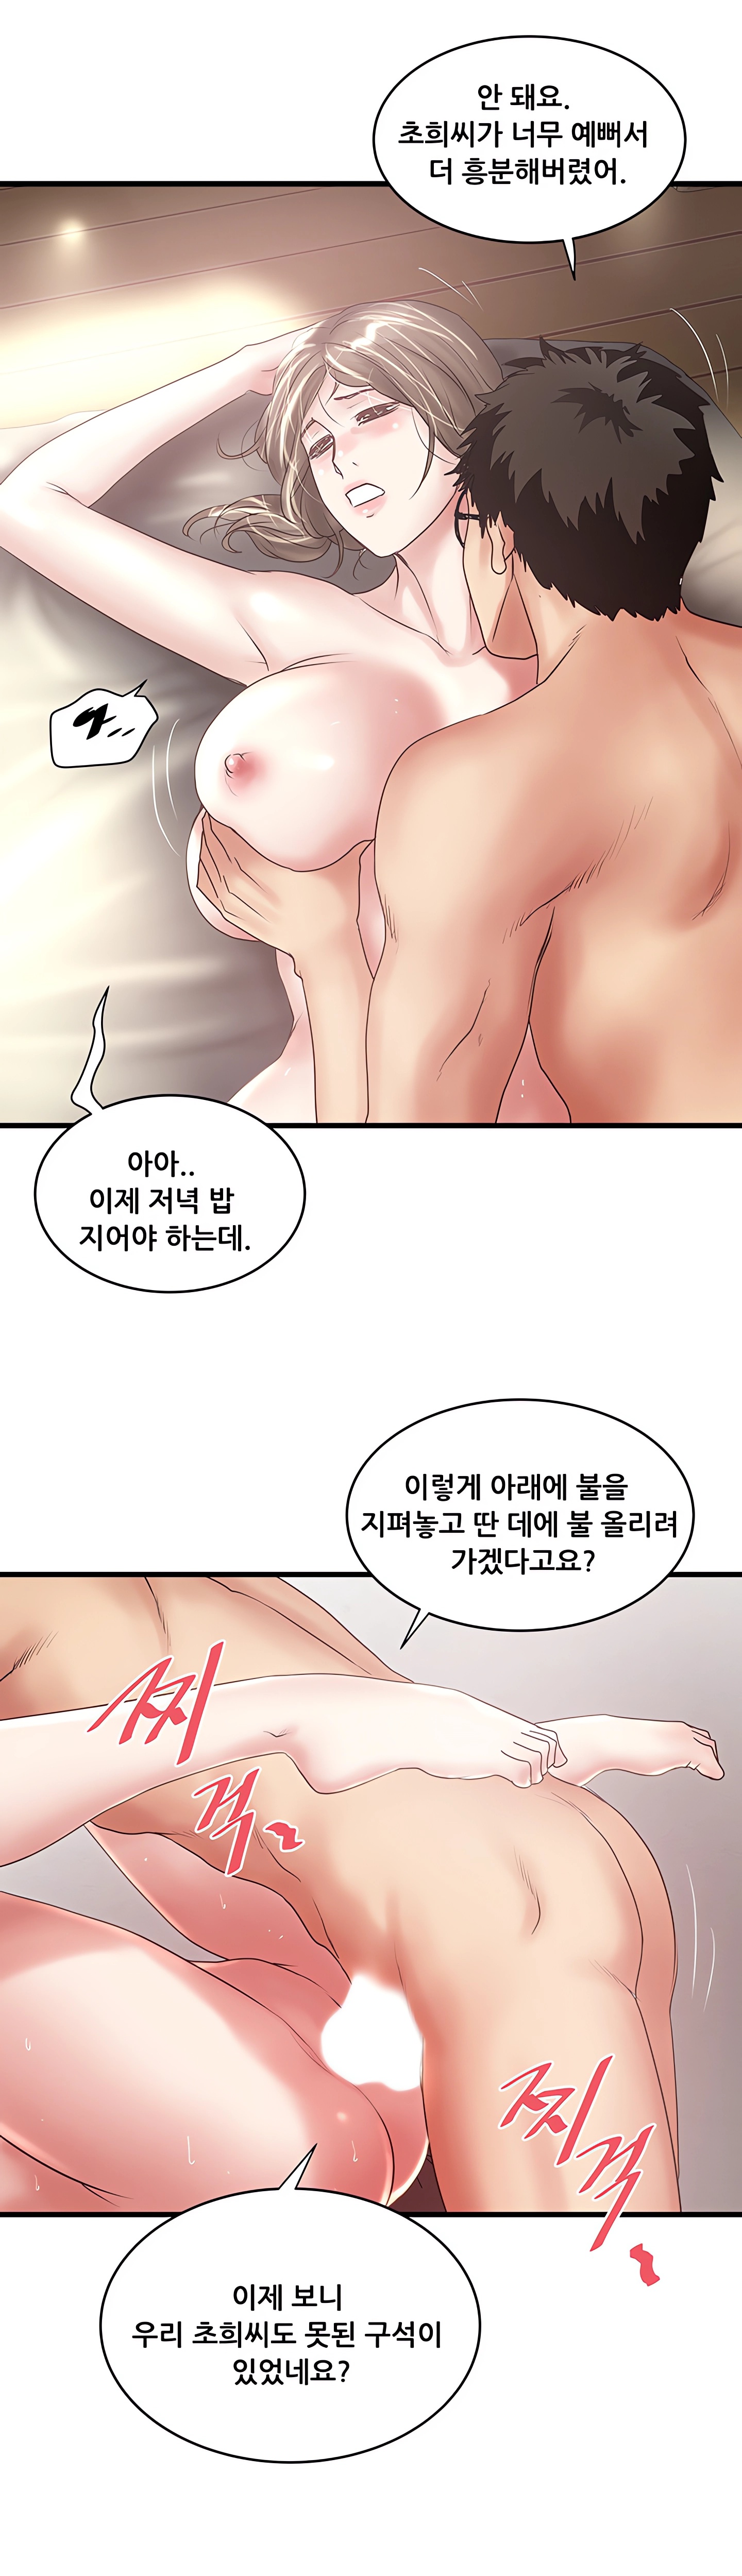 안 돼요.
초희씨가 너무 예뻐서
더 흥분해버렸어.
아아..
이제 저녁 밥
지어야 하는데.
이렇게 아래에 불을
지펴놓고 딴 데에 불 올리려
가겠다고요?
찌
걱
찌
걱
이제 보니
우리 초희씨도 못된 구석이
있었네요?